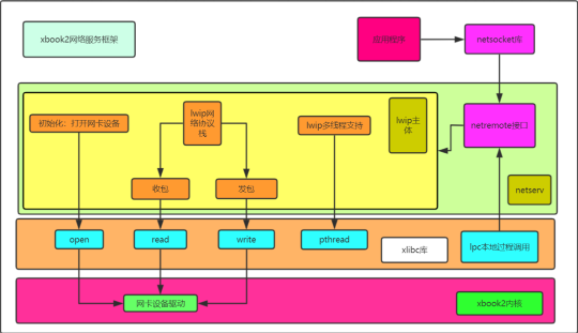 xbook2网络服务框架
应用程序
netsocket库
初始化：打开网卡设备
lwip网
络协议
栈
lwip多线程支持
lwip主
体
netremote接口
收包
发包
netserv
open
read
write
pthread
xlibc库
lpc本地过程调用
网卡设备驱动
xbook2内核